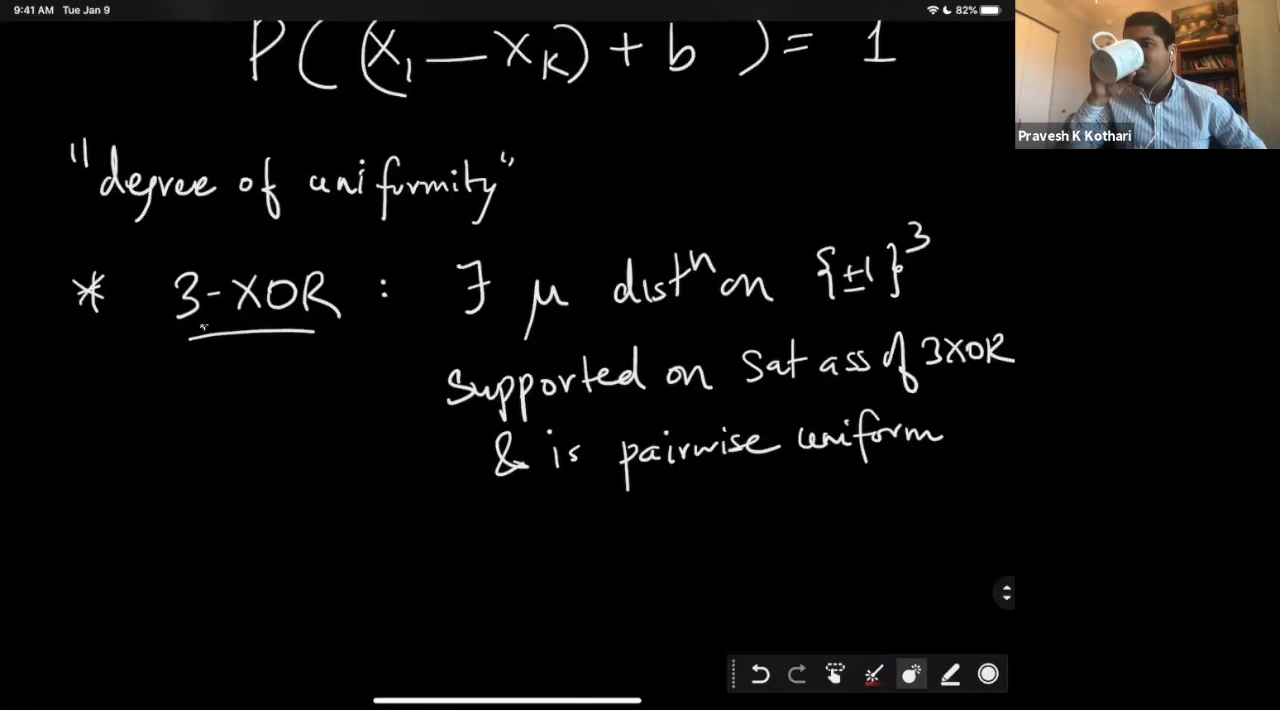 9:41 AM Tue Jan 9
82%
P((x₁ — x_K) + b ) = 1
Pravesh K Kothari
"degree of uniformity"
* 3-XOR : ∃ μ distⁿ on {±1}³
supported on sat ass of 3XOR
& is pairwise uniform